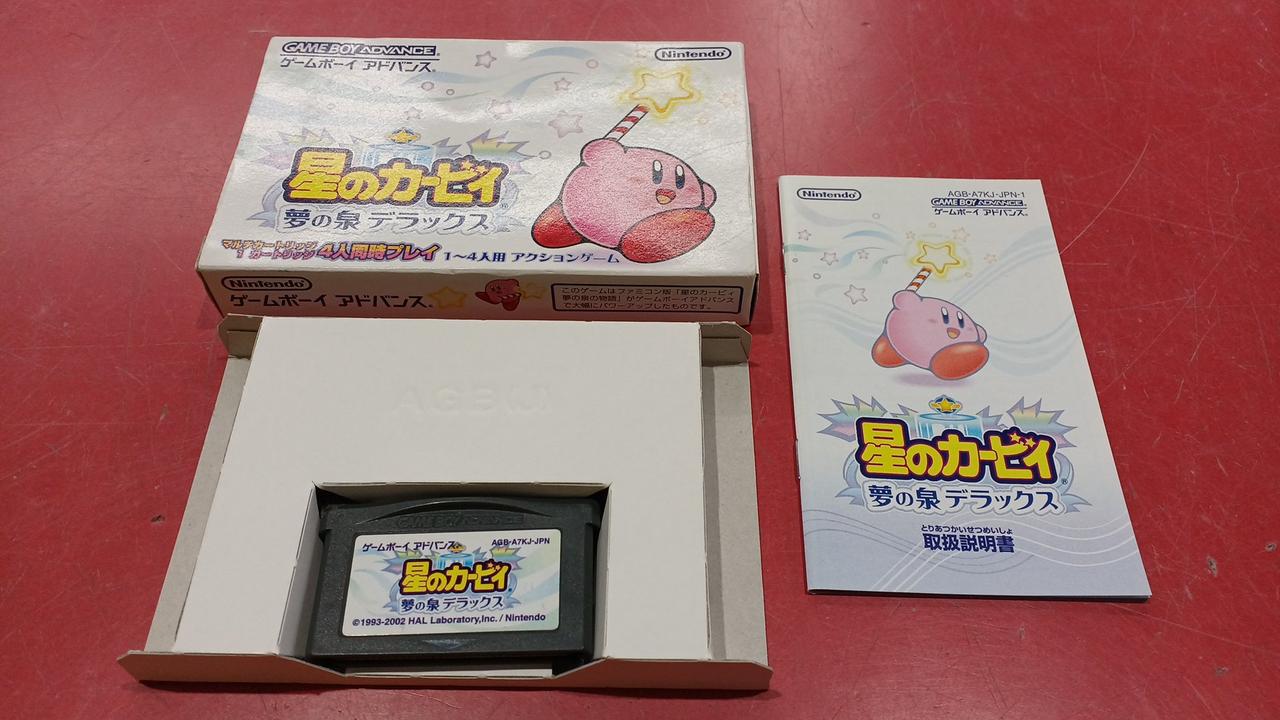 GAME BOY ADVANCE
ゲームボーイ アドバンス
Nintendo
星のカービィ
夢の泉 デラックス
マルチカートリッジ
1カートリッジ
4人同時プレイ
1〜4人用 アクションゲーム
Nintendo
ゲームボーイ アドバンス
このゲームはファミコン版「星のカービィ
夢の泉の物語」がゲームボーイアドバンス
で大幅にパワーアップしたものです。
Nintendo
AGB-A7KJ-JPN-1
GAME BOY ADVANCE
ゲームボーイ アドバンス
星のカービィ
夢の泉 デラックス
とりあつかいせつめいしょ
取扱説明書
GAME BOY ADVANCE
ゲームボーイ アドバンス
AGB-A7KJ-JPN
星のカービィ
夢の泉 デラックス
©1993-2002 HAL Laboratory,Inc. / Nintendo